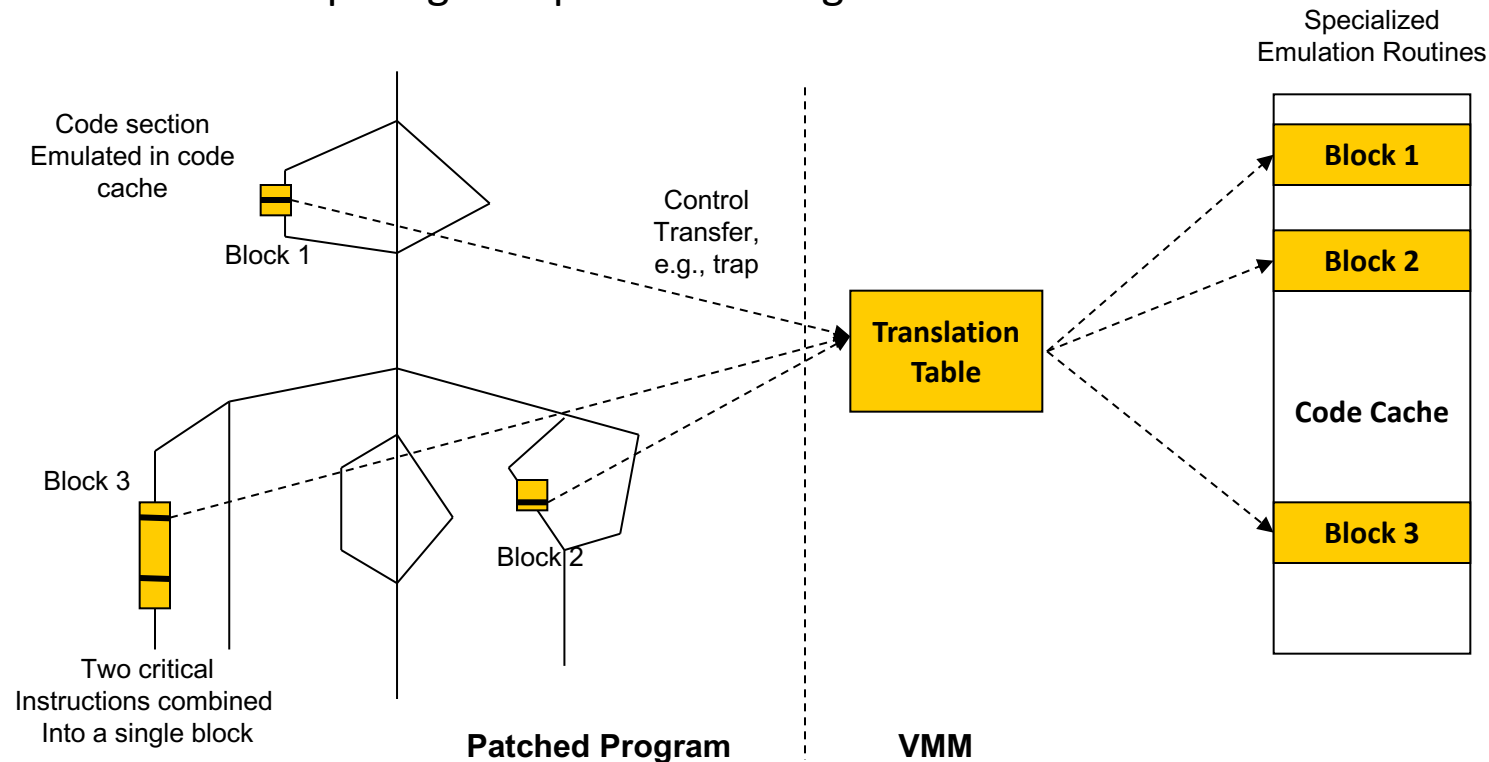 Specialized
Emulation Routines
Code section
Emulated in code
cache
Block 1
Control
Transfer,
e.g., trap
Translation
Table
Block 1
Block 2
Code Cache
Block 3
Block 3
Block 2
Two critical
Instructions combined
Into a single block
Patched Program
VMM